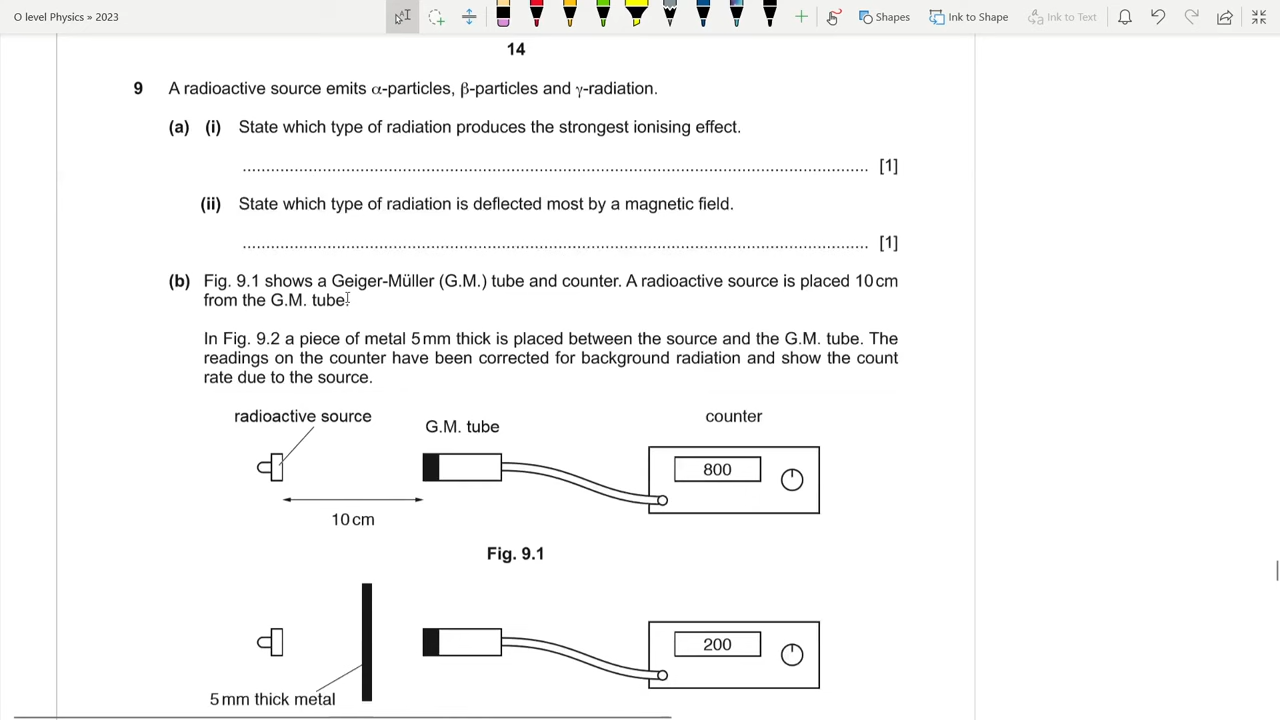 O level Physics » 2023
Shapes
Ink to Shape
Ink to Text
14
9 A radioactive source emits α-particles, β-particles and γ-radiation.
(a) (i) State which type of radiation produces the strongest ionising effect.
[1]
(ii) State which type of radiation is deflected most by a magnetic field.
[1]
(b) Fig. 9.1 shows a Geiger-Müller (G.M.) tube and counter. A radioactive source is placed 10 cm
from the G.M. tube.
In Fig. 9.2 a piece of metal 5 mm thick is placed between the source and the G.M. tube. The
readings on the counter have been corrected for background radiation and show the count
rate due to the source.
radioactive source
G.M. tube
counter
800
10 cm
Fig. 9.1
200
5 mm thick metal